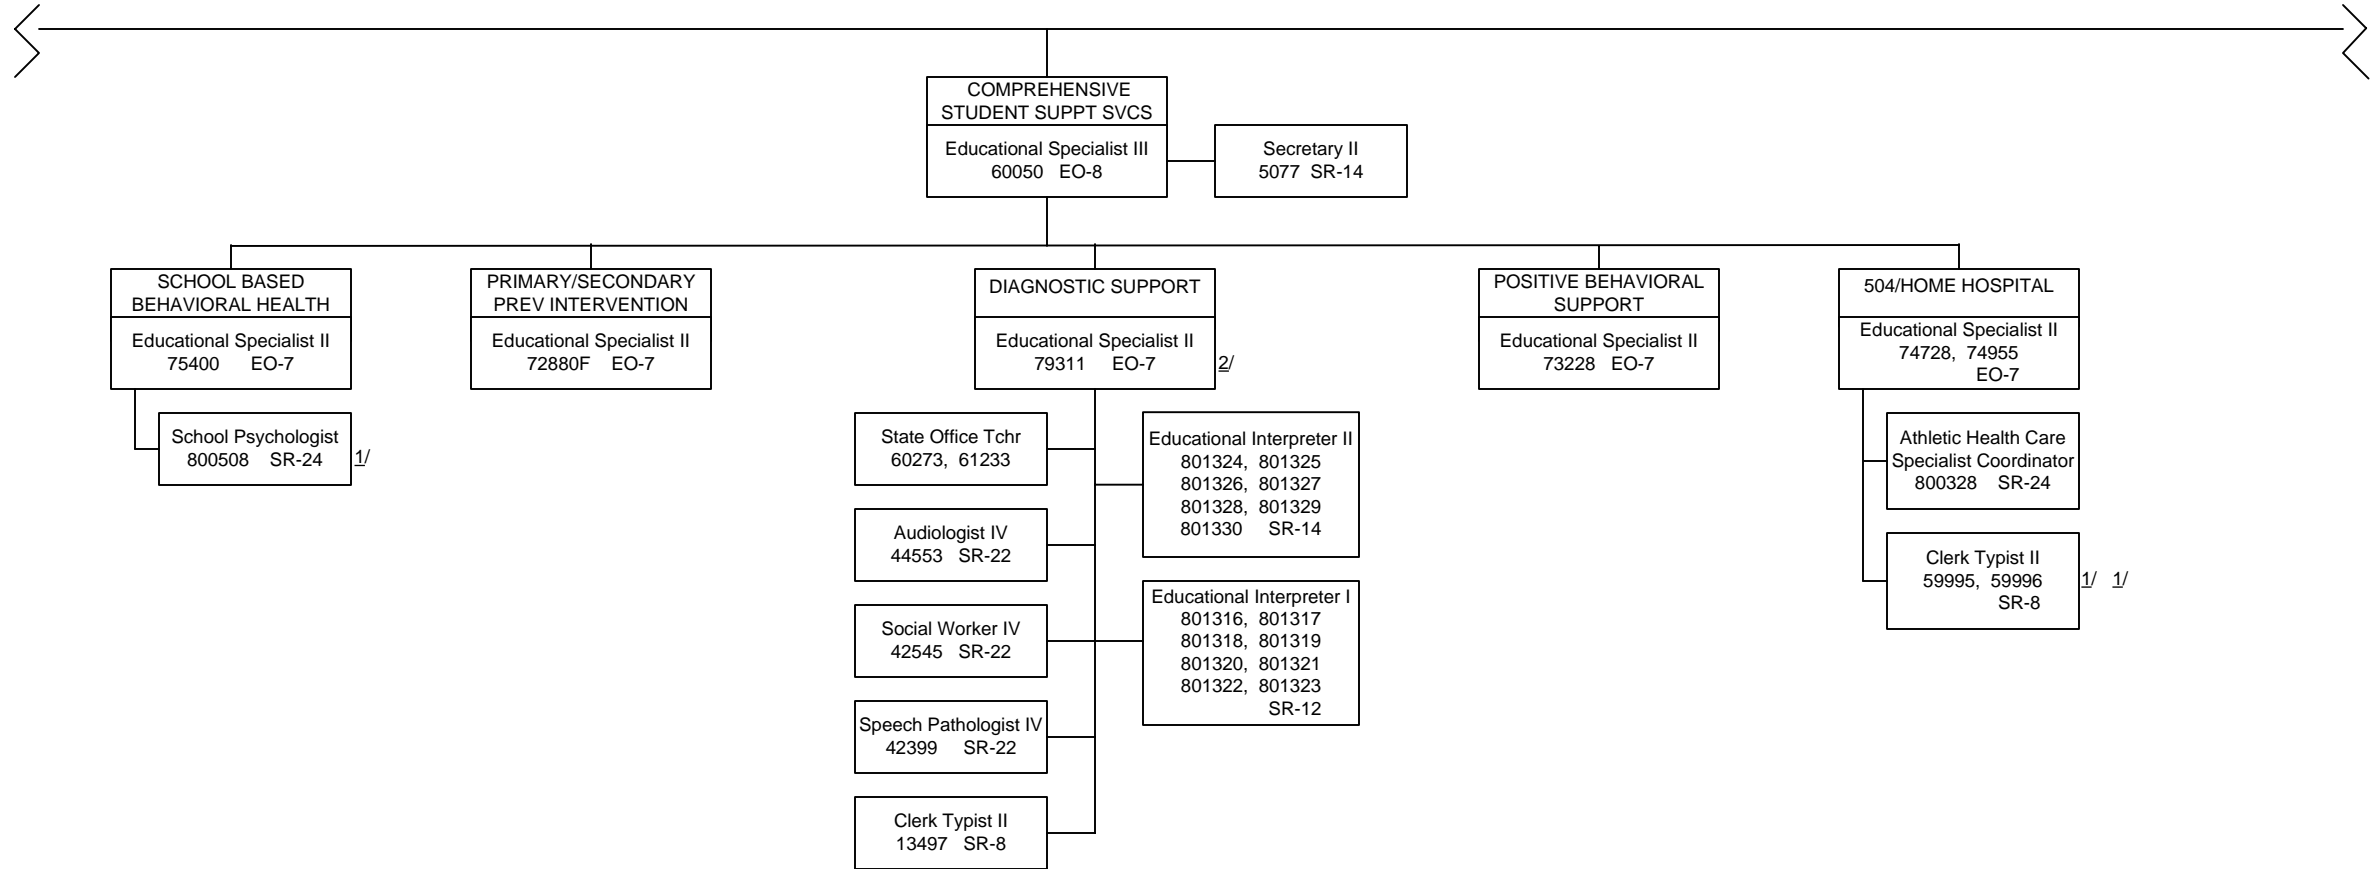 COMPREHENSIVE
STUDENT SUPPT SVCS
Educational Specialist III
60050 EO-8
Secretary II
5077 SR-14
SCHOOL BASED
BEHAVIORAL HEALTH
Educational Specialist II
75400 EO-7
School Psychologist
800508 SR-24
1/
PRIMARY/SECONDARY
PREV INTERVENTION
Educational Specialist II
72880F EO-7
DIAGNOSTIC SUPPORT
Educational Specialist II
79311 EO-7
2/
State Office Tchr
60273, 61233
Audiologist IV
44553 SR-22
Social Worker IV
42545 SR-22
Speech Pathologist IV
42399 SR-22
Clerk Typist II
13497 SR-8
Educational Interpreter II
801324, 801325
801326, 801327
801328, 801329
801330 SR-14
Educational Interpreter I
801316, 801317
801318, 801319
801320, 801321
801322, 801323
SR-12
POSITIVE BEHAVIORAL
SUPPORT
Educational Specialist II
73228 EO-7
504/HOME HOSPITAL
Educational Specialist II
74728, 74955
EO-7
Athletic Health Care
Specialist Coordinator
800328 SR-24
Clerk Typist II
59995, 59996
SR-8
1/ 1/